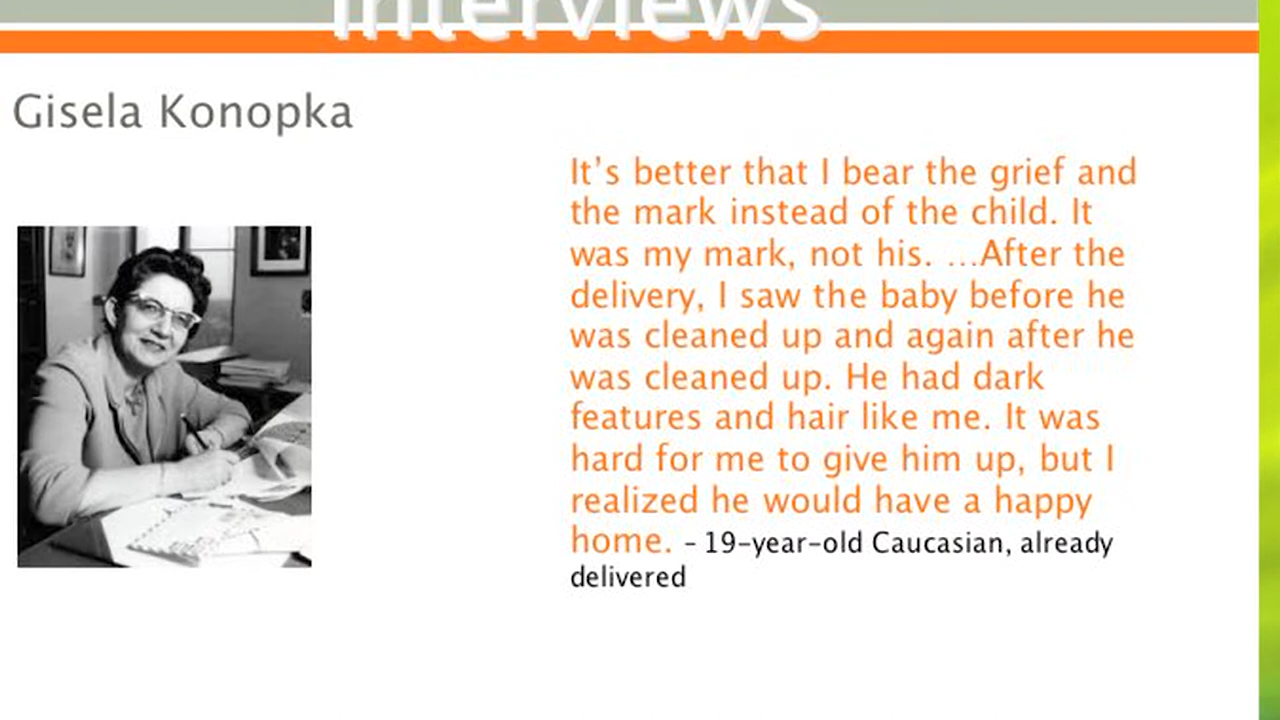 Interviews
Gisela Konopka
It’s better that I bear the grief and
the mark instead of the child. It
was my mark, not his. …After the
delivery, I saw the baby before he
was cleaned up and again after he
was cleaned up. He had dark
features and hair like me. It was
hard for me to give him up, but I
realized he would have a happy
home. – 19-year-old Caucasian, already
delivered